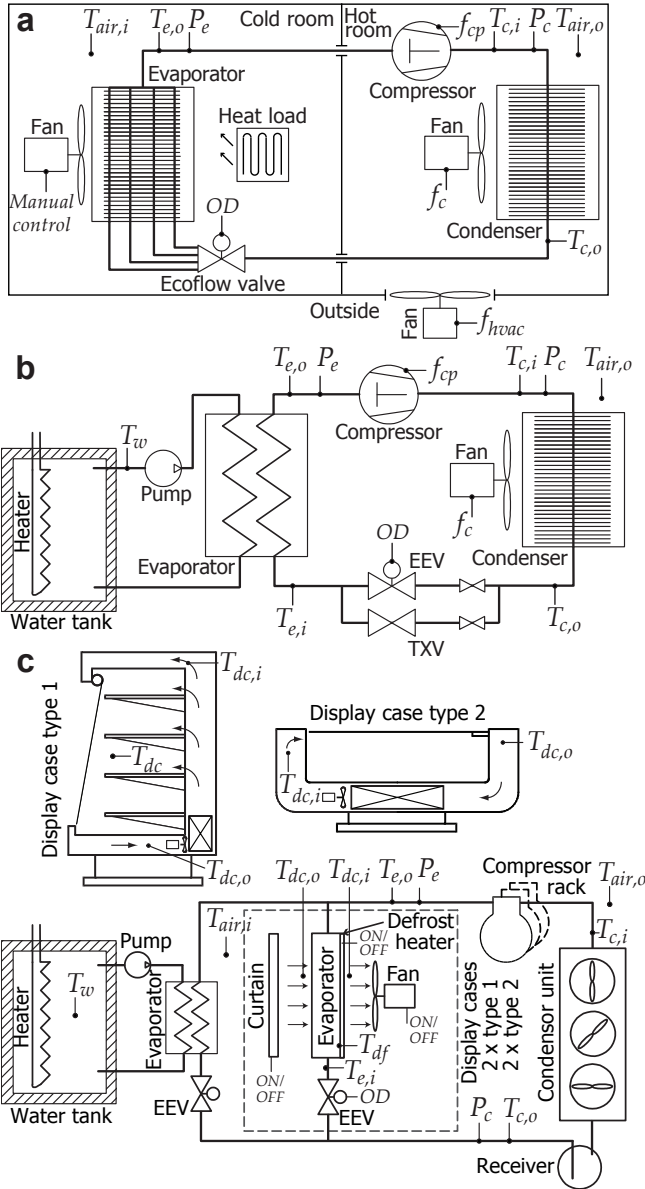 a
T_air,i
T_e,o
P_e
Cold room
Hot
room
f_cp
T_c,i
P_c
T_air,o
Evaporator
Compressor
Fan
Heat load
Fan
Manual
control
OD
f_c
Condenser
T_c,o
Ecoflow valve
Outside
Fan
f_hvac
b
T_e,o
P_e
f_cp
T_c,i
P_c
T_air,o
T_w
Compressor
Pump
Fan
Heater
OD
f_c
Evaporator
EEV
Condenser
T_e,i
T_c,o
Water tank
TXV
c
T_dc,i
Display case type 1
Display case type 2
T_dc
T_dc,o
T_dc,i
T_dc,o
T_dc,o
T_dc,i
T_e,o
P_e
Compressor
rack
T_air,o
T_air,i
Defrost
heater
T_c,i
Pump
ON/
OFF
Fan
Heater
T_w
Evaporator
Curtain
Evaporator
ON/
OFF
Display cases
2 x type 1
2 x type 2
Condensor unit
T_df
T_e,i
ON/
OFF
EEV
OD
EEV
P_c
T_c,o
Water tank
Receiver